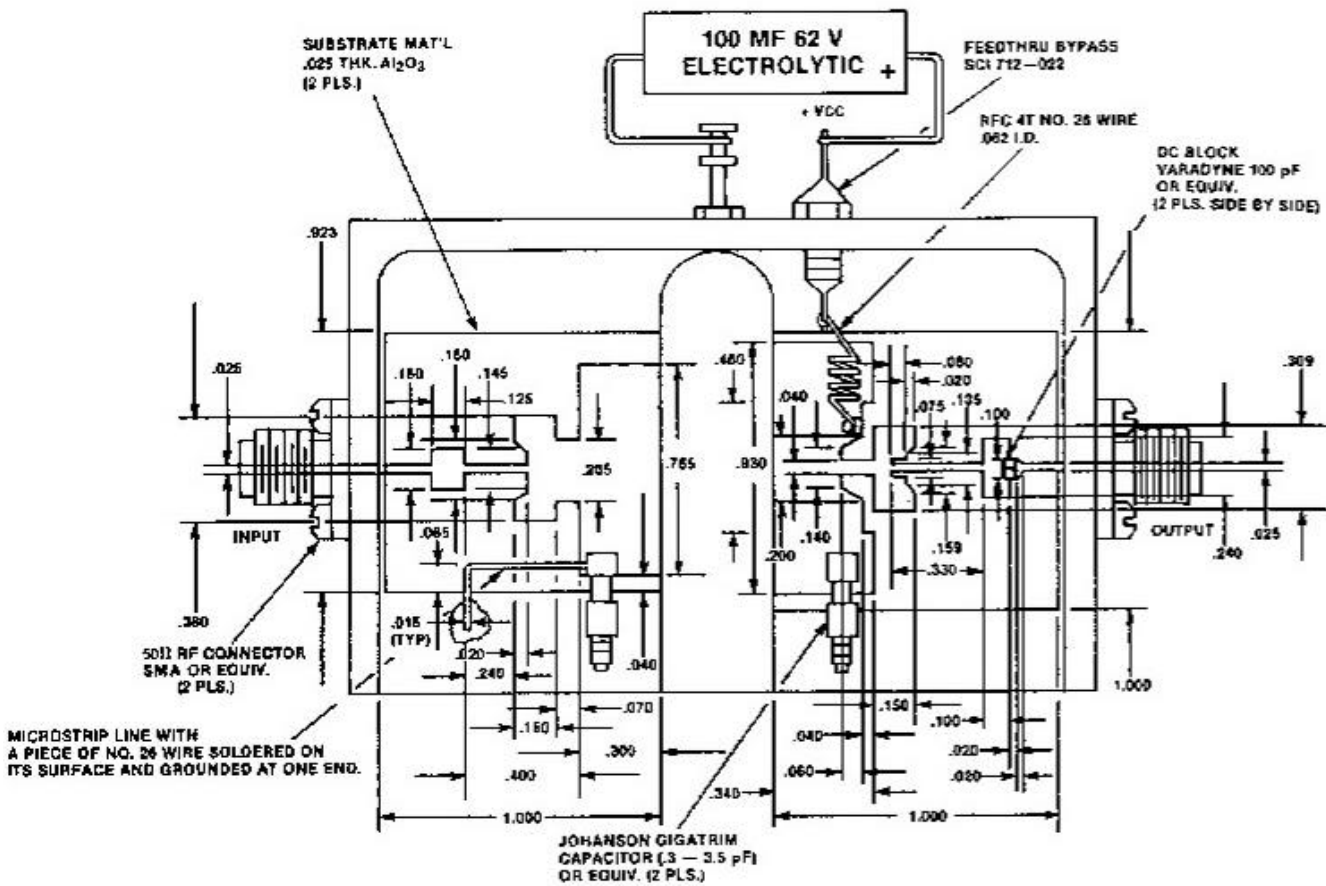 SUBSTRATE MAT'L
.025 THK. Al₂O₃
(2 PLS.)
100 MF 62 V
ELECTROLYTIC +
FEEDTHRU BYPASS
SCI 712-022
+ VCC
RFC 4T NO. 26 WIRE
.062 I.D.
DC BLOCK
VARADYNE 100 pF
OR EQUIV.
(2 PLS. SIDE BY SIDE)
.923
.025
.180
.160
.145
.125
.205
.765
.930
.460
.040
.080
.020
.075
.135
.100
.309
INPUT
.065
.200
.140
.159
.330
OUTPUT
.240
.025
.380
.015
(TYP)
.020
.240
.040
50Ω RF CONNECTOR
SMA OR EQUIV.
(2 PLS.)
1.000
.150
.070
.100
MICROSTRIP LINE WITH
A PIECE OF NO. 26 WIRE SOLDERED ON
ITS SURFACE AND GROUNDED AT ONE END.
.150
.300
.040
.020
.400
.060
.020
.340
1.000
1.000
JOHANSON GIGATRIM
CAPACITOR (.3 — 3.5 pF)
OR EQUIV. (2 PLS.)